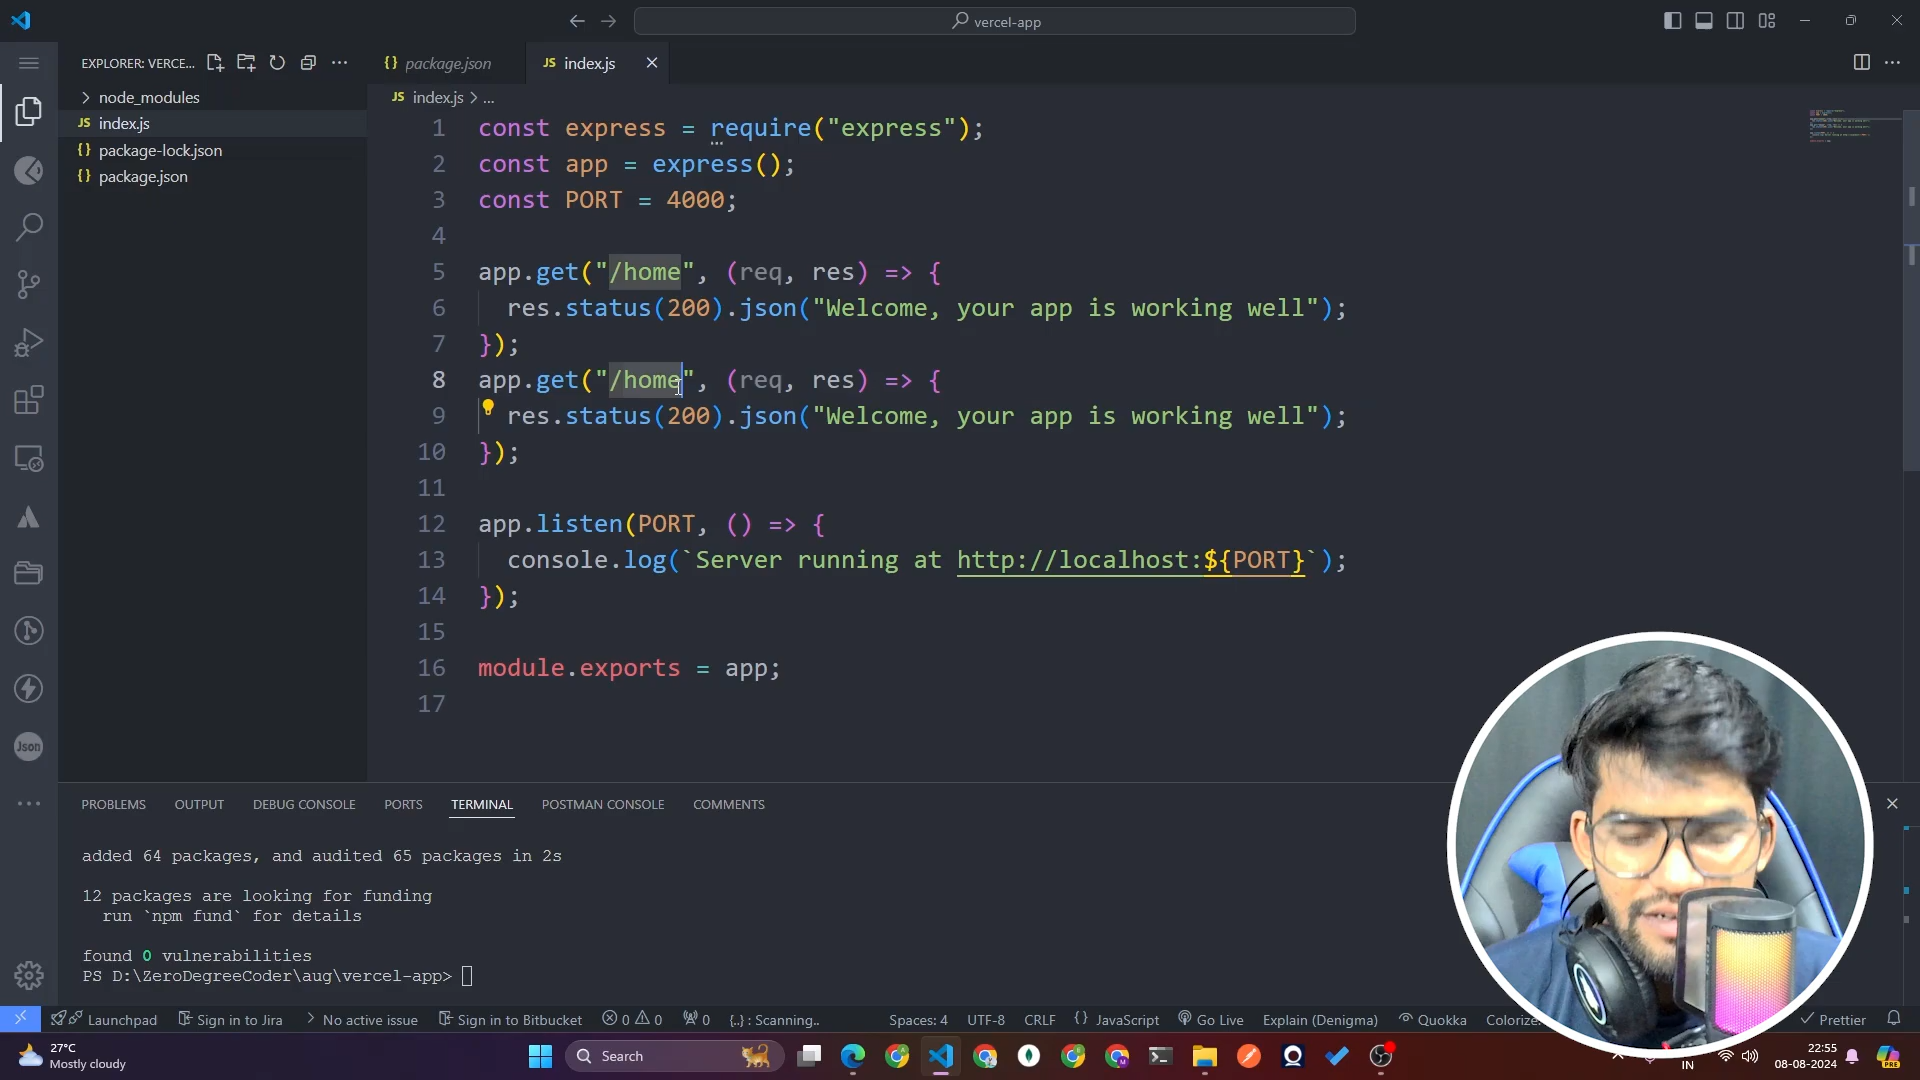 vercel-app
EXPLORER: VERCE...
package.json
JS index.js
node_modules
JS index.js
package-lock.json
package.json
JS index.js > ...
1 const express = require("express");
2 const app = express();
3 const PORT = 4000;
4
5 app.get("/home", (req, res) => {
6 res.status(200).json("Welcome, your app is working well");
7 });
8 app.get("/home", (req, res) => {
9 res.status(200).json("Welcome, your app is working well");
10 });
11
12 app.listen(PORT, () => {
13 console.log(`Server running at http://localhost:${PORT}`);
14 });
15
16 module.exports = app;
17
Json
PROBLEMS OUTPUT DEBUG CONSOLE PORTS TERMINAL POSTMAN CONSOLE COMMENTS
added 64 packages, and audited 65 packages in 2s
12 packages are looking for funding
run `npm fund` for details
found 0 vulnerabilities
PS D:\ZeroDegreeCoder\aug\vercel-app>
Launchpad Sign in to Jira No active issue Sign in to Bitbucket 0 0 0 {..} : Scanning.. Spaces: 4 UTF-8 CRLF {} JavaScript Go Live Explain (Denigma) Quokka Colorize: Prettier
27°C
Mostly cloudy
Search
IN
22:55
08-08-2024
PRE